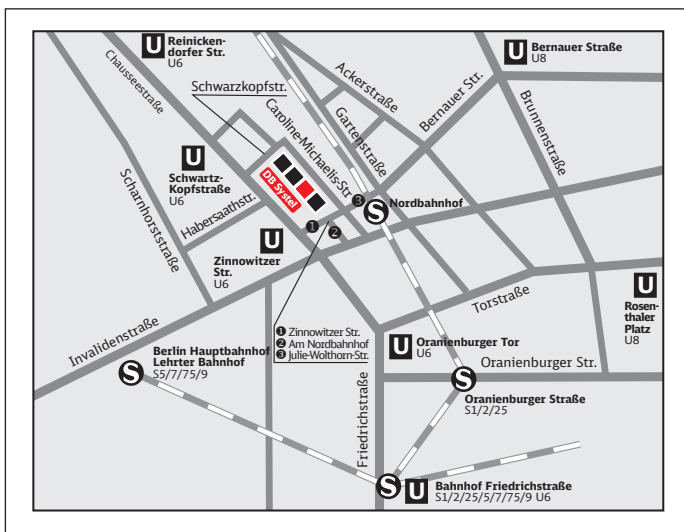 U Reinicken-
dorfer Str.
U6
U Bernauer Straße
U8
Chausseestraße
Schwarzkopfstr.
Ackerstraße
Bernauer Str.
Caroline-Michaelis-Str
Gartenstraße
Brunnenstraße
U
Schwartz-
Kopfstraße
U6
DB Systel
Scharnhorststraße
Habersaathstr.
3
S Nordbahnhof
1
2
U
Zinnowitzer
Str.
U6
Invalidenstraße
Torstraße
U
Rosen-
thaler
Platz
U8
1 Zinnowitzer Str.
2 Am Nordbahnhof
3 Julie-Wolthorn-Str.
U Oranienburger Tor
U6
Berlin Hauptbahnhof
Lehrter Bahnhof
S5/7/75/9
S
Oranienburger Str.
S
Oranienburger Straße
S1/2/25
Friedrichstraße
S U Bahnhof Friedrichstraße
S1/2/25/5/7/75/9 U6